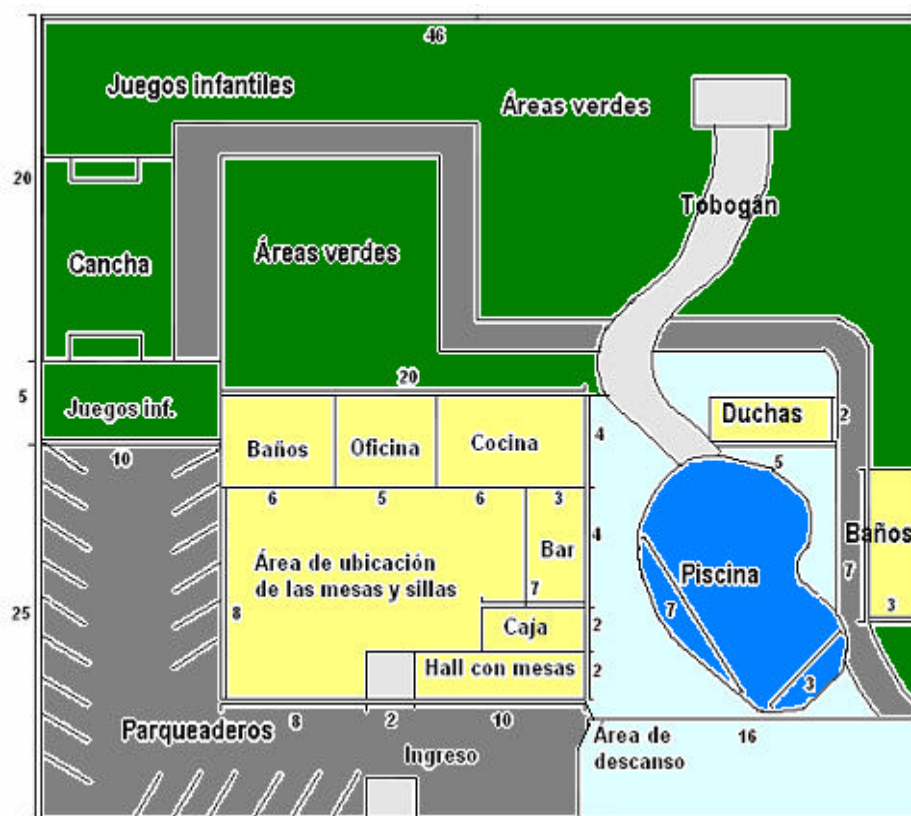 46
Juegos infantiles
Áreas verdes
20
Tobogán
Áreas verdes
Cancha
20
5
Juegos inf.
Duchas
2
10
Baños
Oficina
Cocina
4
5
6
5
6
3
4
Baños
Bar
Área de ubicación
de las mesas y sillas
Piscina
7
7
7
3
8
25
Caja
2
Hall con mesas
2
3
8
2
10
Parqueaderos
Ingreso
Área de
descanso
16